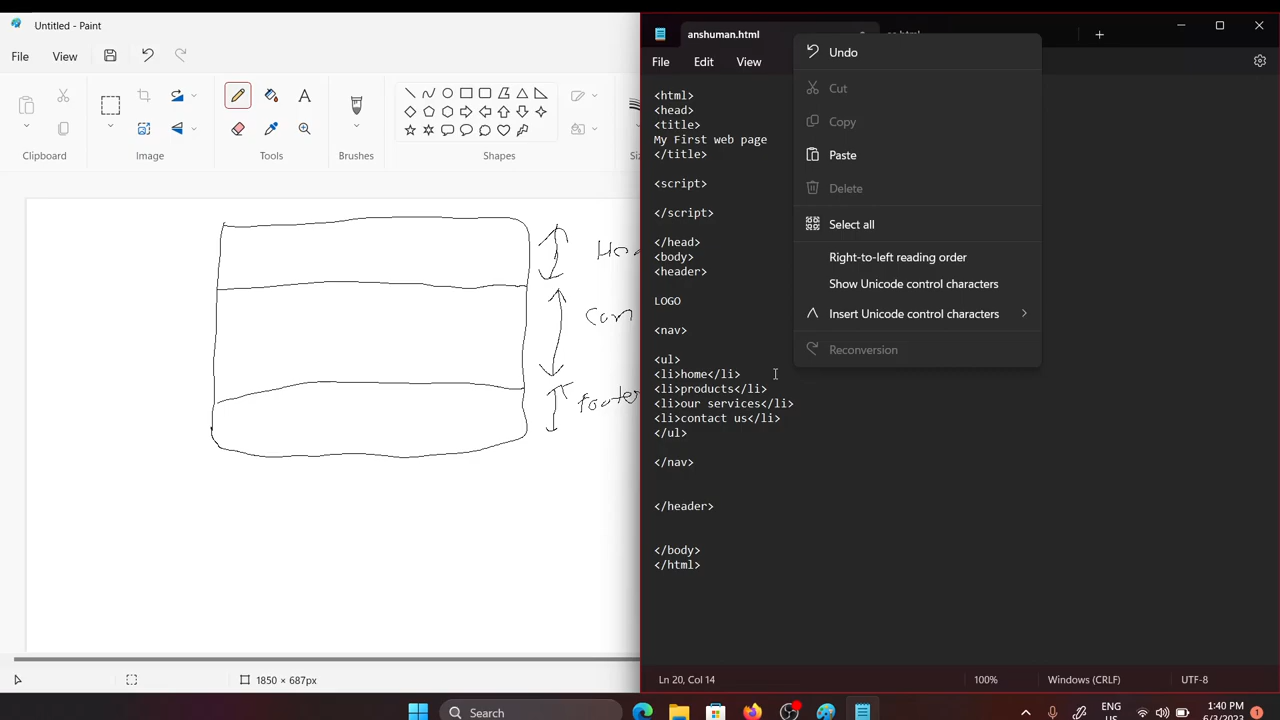 Untitled - Paint
File
View
Clipboard
Image
Tools
Brushes
Shapes
Footer
1850 × 687px
anshuman.html
File
Edit
View
<html>
<head>
<title>
My First web page
</title>
<script>
</script>
</head>
<body>
<header>
LOGO
<nav>
<ul>
<li>home</li>
<li>products</li>
<li>our services</li>
<li>contact us</li>
</ul>
</nav>
</header>
</body>
</html>
Undo
Cut
Copy
Paste
Delete
Select all
Right-to-left reading order
Show Unicode control characters
Insert Unicode control characters
Reconversion
Ln 20, Col 14
100%
Windows (CRLF)
UTF-8
Search
ENG
1:40 PM
6/3/2023